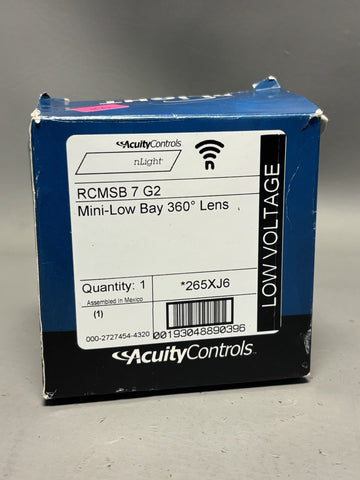 AcuityControls
nLight®
n
RCMSB 7 G2
Mini-Low Bay 360° Lens
LOW VOLTAGE
Quantity: 1
*265XJ6
Assembled in Mexico
(1)
000-2727454-4320
00193048890396
AcuityControls™